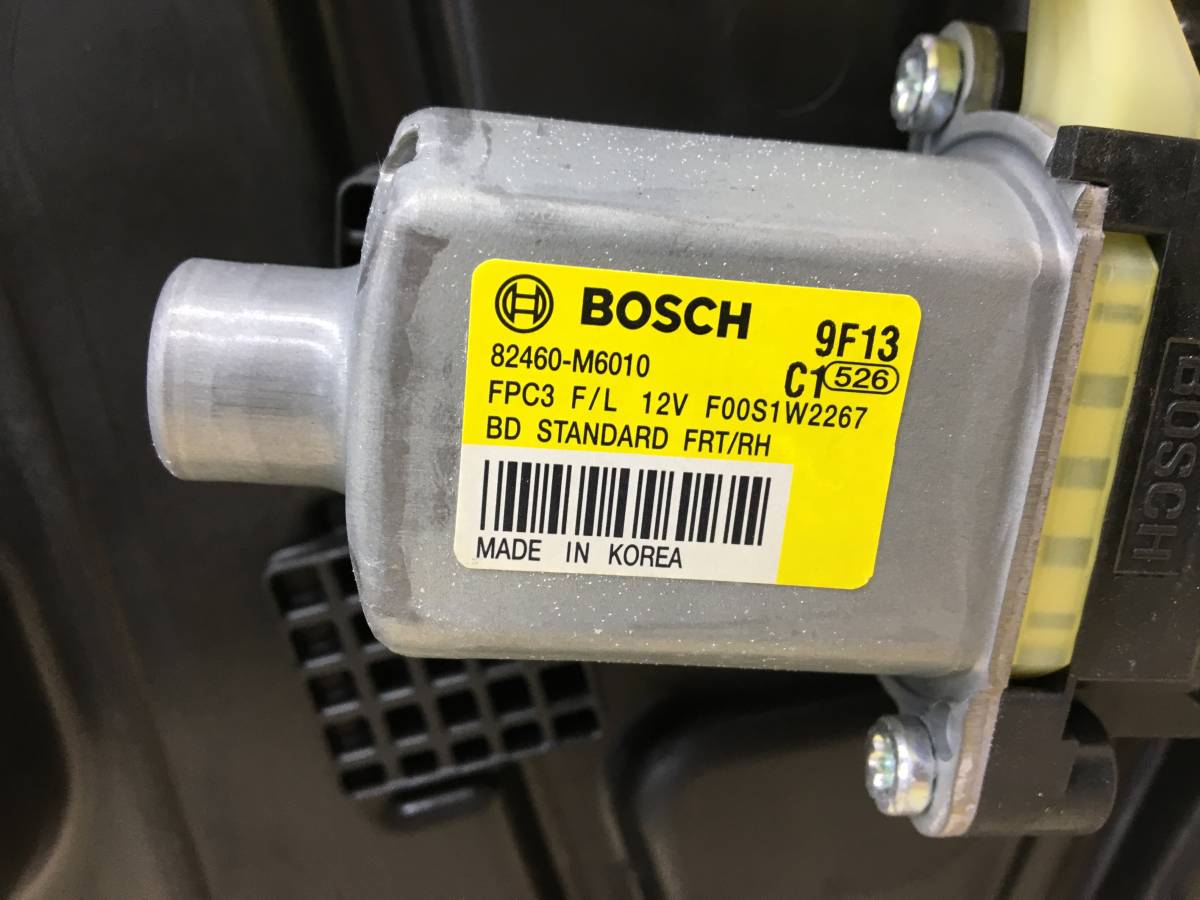 BOSCH
9F13
82460-M6010
C1 526
FPC3 F/L 12V F00S1W2267
BD STANDARD FRT/RH
MADE IN KOREA
BOSCH